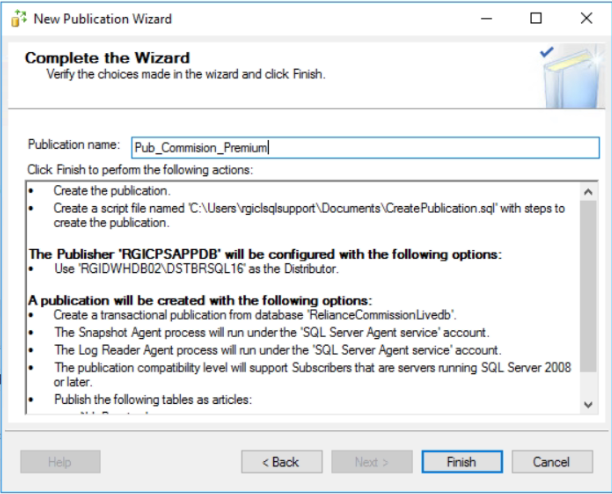 New Publication Wizard
Complete the Wizard
Verify the choices made in the wizard and click Finish.
Publication name: Pub_Commision_Premium
Click Finish to perform the following actions:
• Create the publication.
• Create a script file named 'C:\Users\rgiclsqlsupport\Documents\CreatePublication.sql' with steps to
create the publication.
The Publisher 'RGICPSAPPDB' will be configured with the following options:
• Use 'RGIDWHDB02\DSTBRSQL16' as the Distributor.
A publication will be created with the following options:
• Create a transactional publication from database 'RelianceCommissionLivedb'.
• The Snapshot Agent process will run under the 'SQL Server Agent service' account.
• The Log Reader Agent process will run under the 'SQL Server Agent service' account.
• The publication compatibility level will support Subscribers that are servers running SQL Server 2008
or later.
• Publish the following tables as articles:
Help < Back Next > Finish Cancel